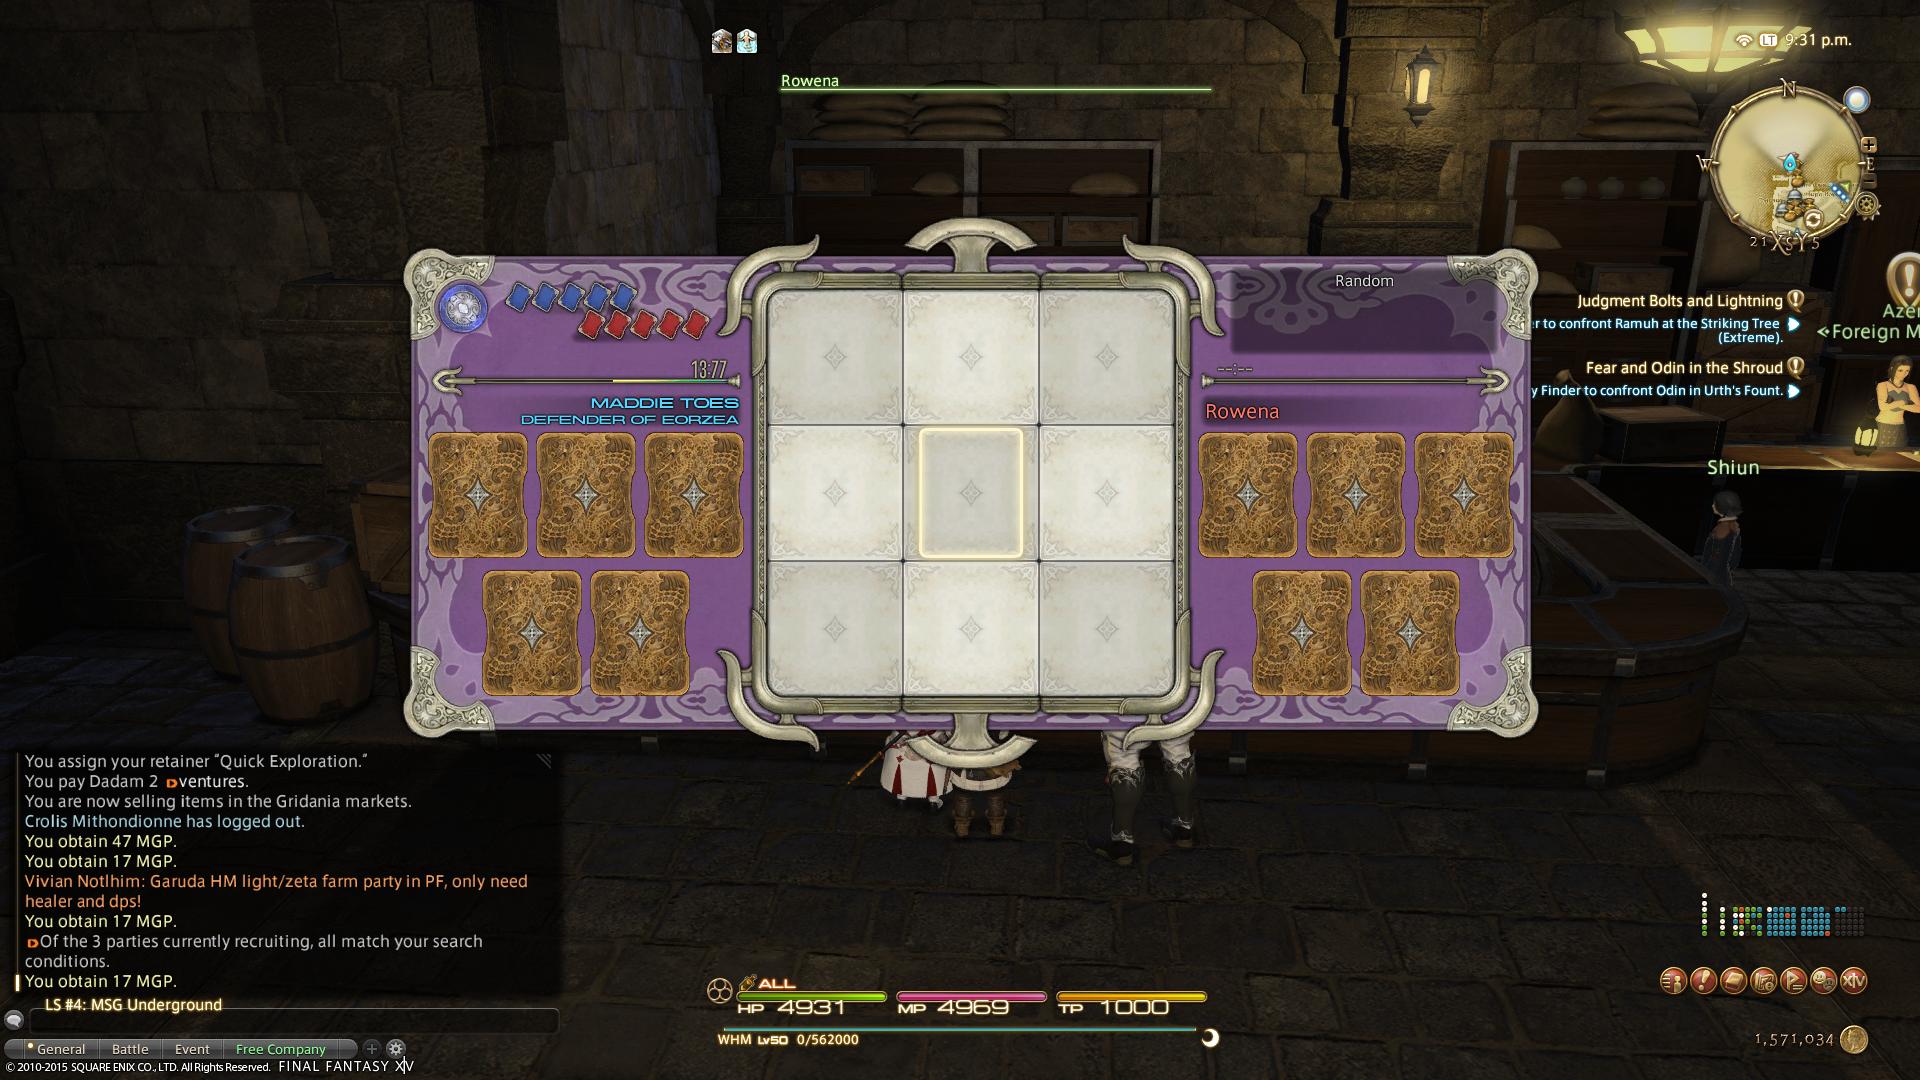 Rowena
9:31 p.m.
LT
N
W
E
Random
Judgment Bolts and Lightning
er to confront Ramuh at the Striking Tree
(Extreme).
Foreign M
Fear and Odin in the Shroud
y Finder to confront Odin in Urth's Fount.
13:77
--:--
MADDIE TOES
DEFENDER OF EORZEA
Rowena
Shiun
You assign your retainer "Quick Exploration."
You pay Dadam 2 ventures.
You are now selling items in the Gridania markets.
Crolis Mithondionne has logged out.
You obtain 47 MGP.
You obtain 17 MGP.
Vivian Notlhim: Garuda HM light/zeta farm party in PF, only need
healer and dps!
You obtain 17 MGP.
Of the 3 parties currently recruiting, all match your search
conditions.
You obtain 17 MGP.
LS #4: MSG Underground
ALL
HP 4931 MP 4969 TP 1000
WHM Lv50 0/562000
XIV
1,571,034
General Battle Event Free Company
© 2010-2015 SQUARE ENIX CO., LTD. All Rights Reserved. FINAL FANTASY XIV